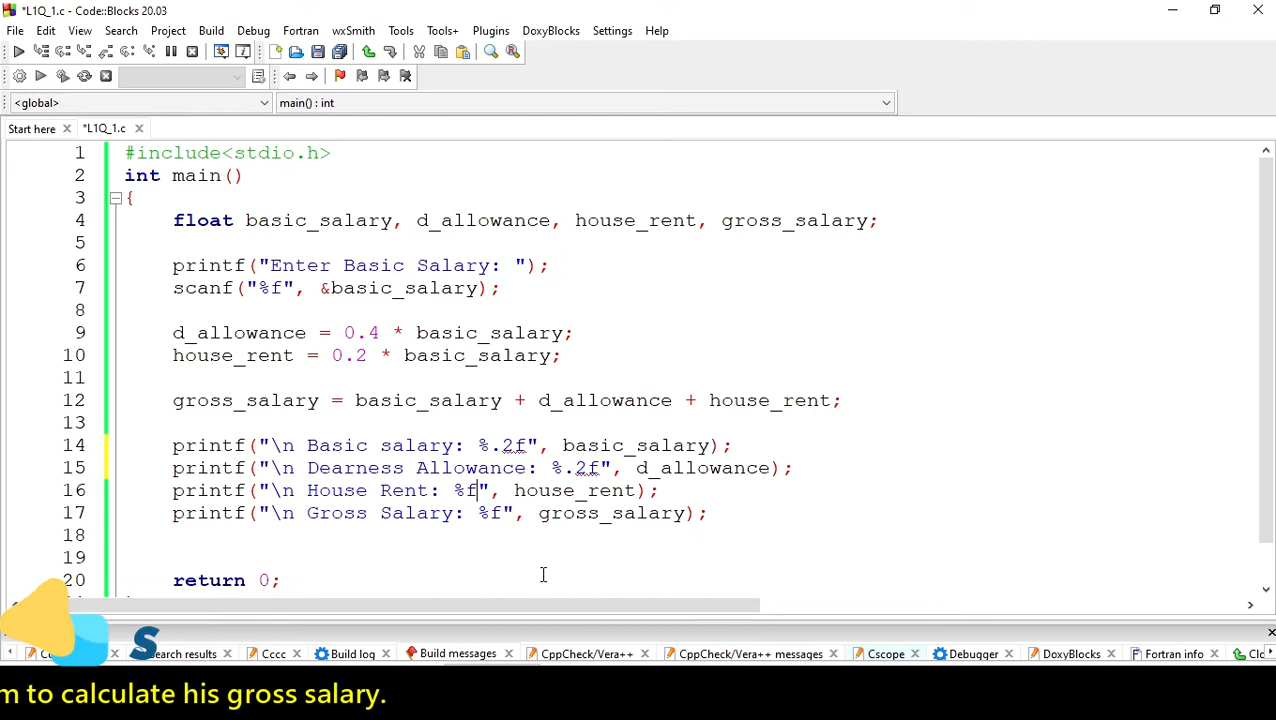 *L1Q_1.c - Code::Blocks 20.03
File Edit View Search Project Build Debug Fortran wxSmith Tools Tools+ Plugins DoxyBlocks Settings Help
<global> main() : int
Start here *L1Q_1.c
1 #include<stdio.h>
2 int main()
3 {
4 float basic_salary, d_allowance, house_rent, gross_salary;
5
6 printf("Enter Basic Salary: ");
7 scanf("%f", &basic_salary);
8
9 d_allowance = 0.4 * basic_salary;
10 house_rent = 0.2 * basic_salary;
11
12 gross_salary = basic_salary + d_allowance + house_rent;
13
14 printf("\n Basic salary: %.2f", basic_salary);
15 printf("\n Dearness Allowance: %.2f", d_allowance);
16 printf("\n House Rent: %f", house_rent);
17 printf("\n Gross Salary: %f", gross_salary);
18
19
20 return 0;
S
search results Cccc Build log Build messages CppCheck/Vera++ CppCheck/Vera++ messages Cscope Debugger DoxyBlocks Fortran info Clo
m to calculate his gross salary.